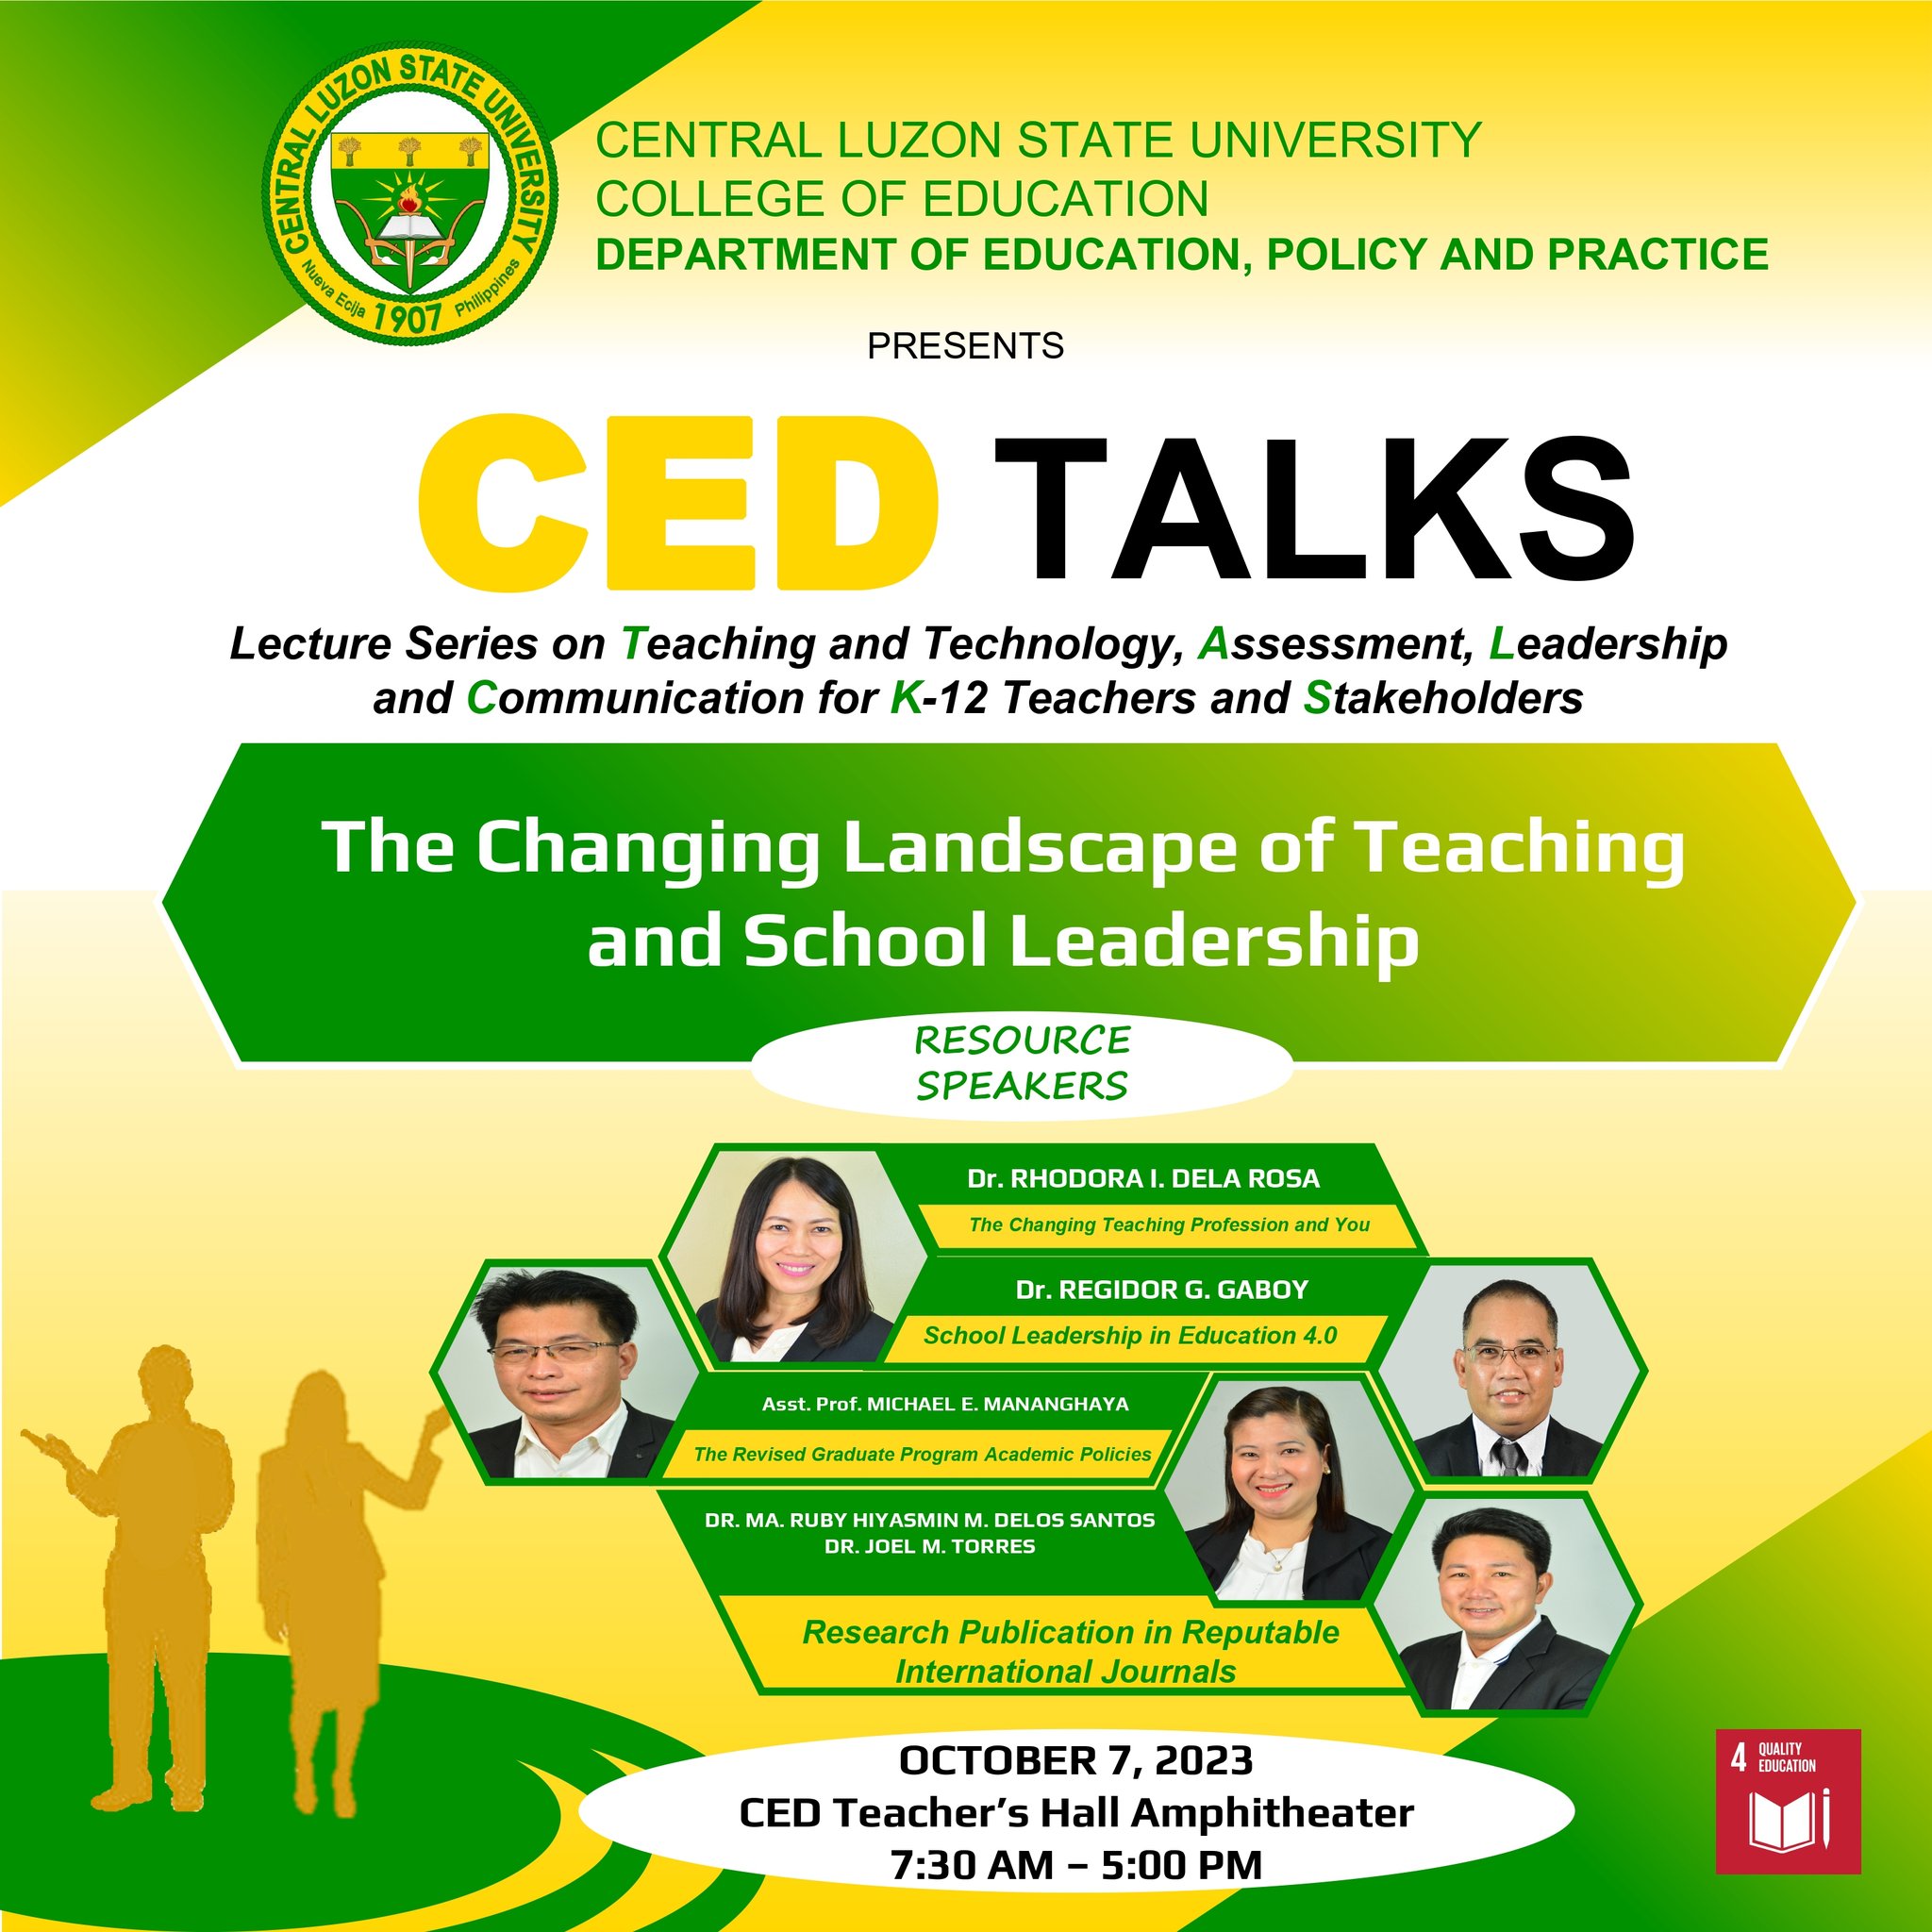 CENTRAL LUZON STATE UNIVERSITY
Nueva Ecija 1907 Philippines
CENTRAL LUZON STATE UNIVERSITY
COLLEGE OF EDUCATION
DEPARTMENT OF EDUCATION, POLICY AND PRACTICE
PRESENTS
CED TALKS
Lecture Series on Teaching and Technology, Assessment, Leadership
and Communication for K-12 Teachers and Stakeholders
The Changing Landscape of Teaching
and School Leadership
RESOURCE
SPEAKERS
Dr. RHODORA I. DELA ROSA
The Changing Teaching Profession and You
Dr. REGIDOR G. GABOY
School Leadership in Education 4.0
Asst. Prof. MICHAEL E. MANANGHAYA
The Revised Graduate Program Academic Policies
DR. MA. RUBY HIYASMIN M. DELOS SANTOS
DR. JOEL M. TORRES
Research Publication in Reputable
International Journals
OCTOBER 7, 2023
CED Teacher’s Hall Amphitheater
7:30 AM – 5:00 PM
4 QUALITY
EDUCATION